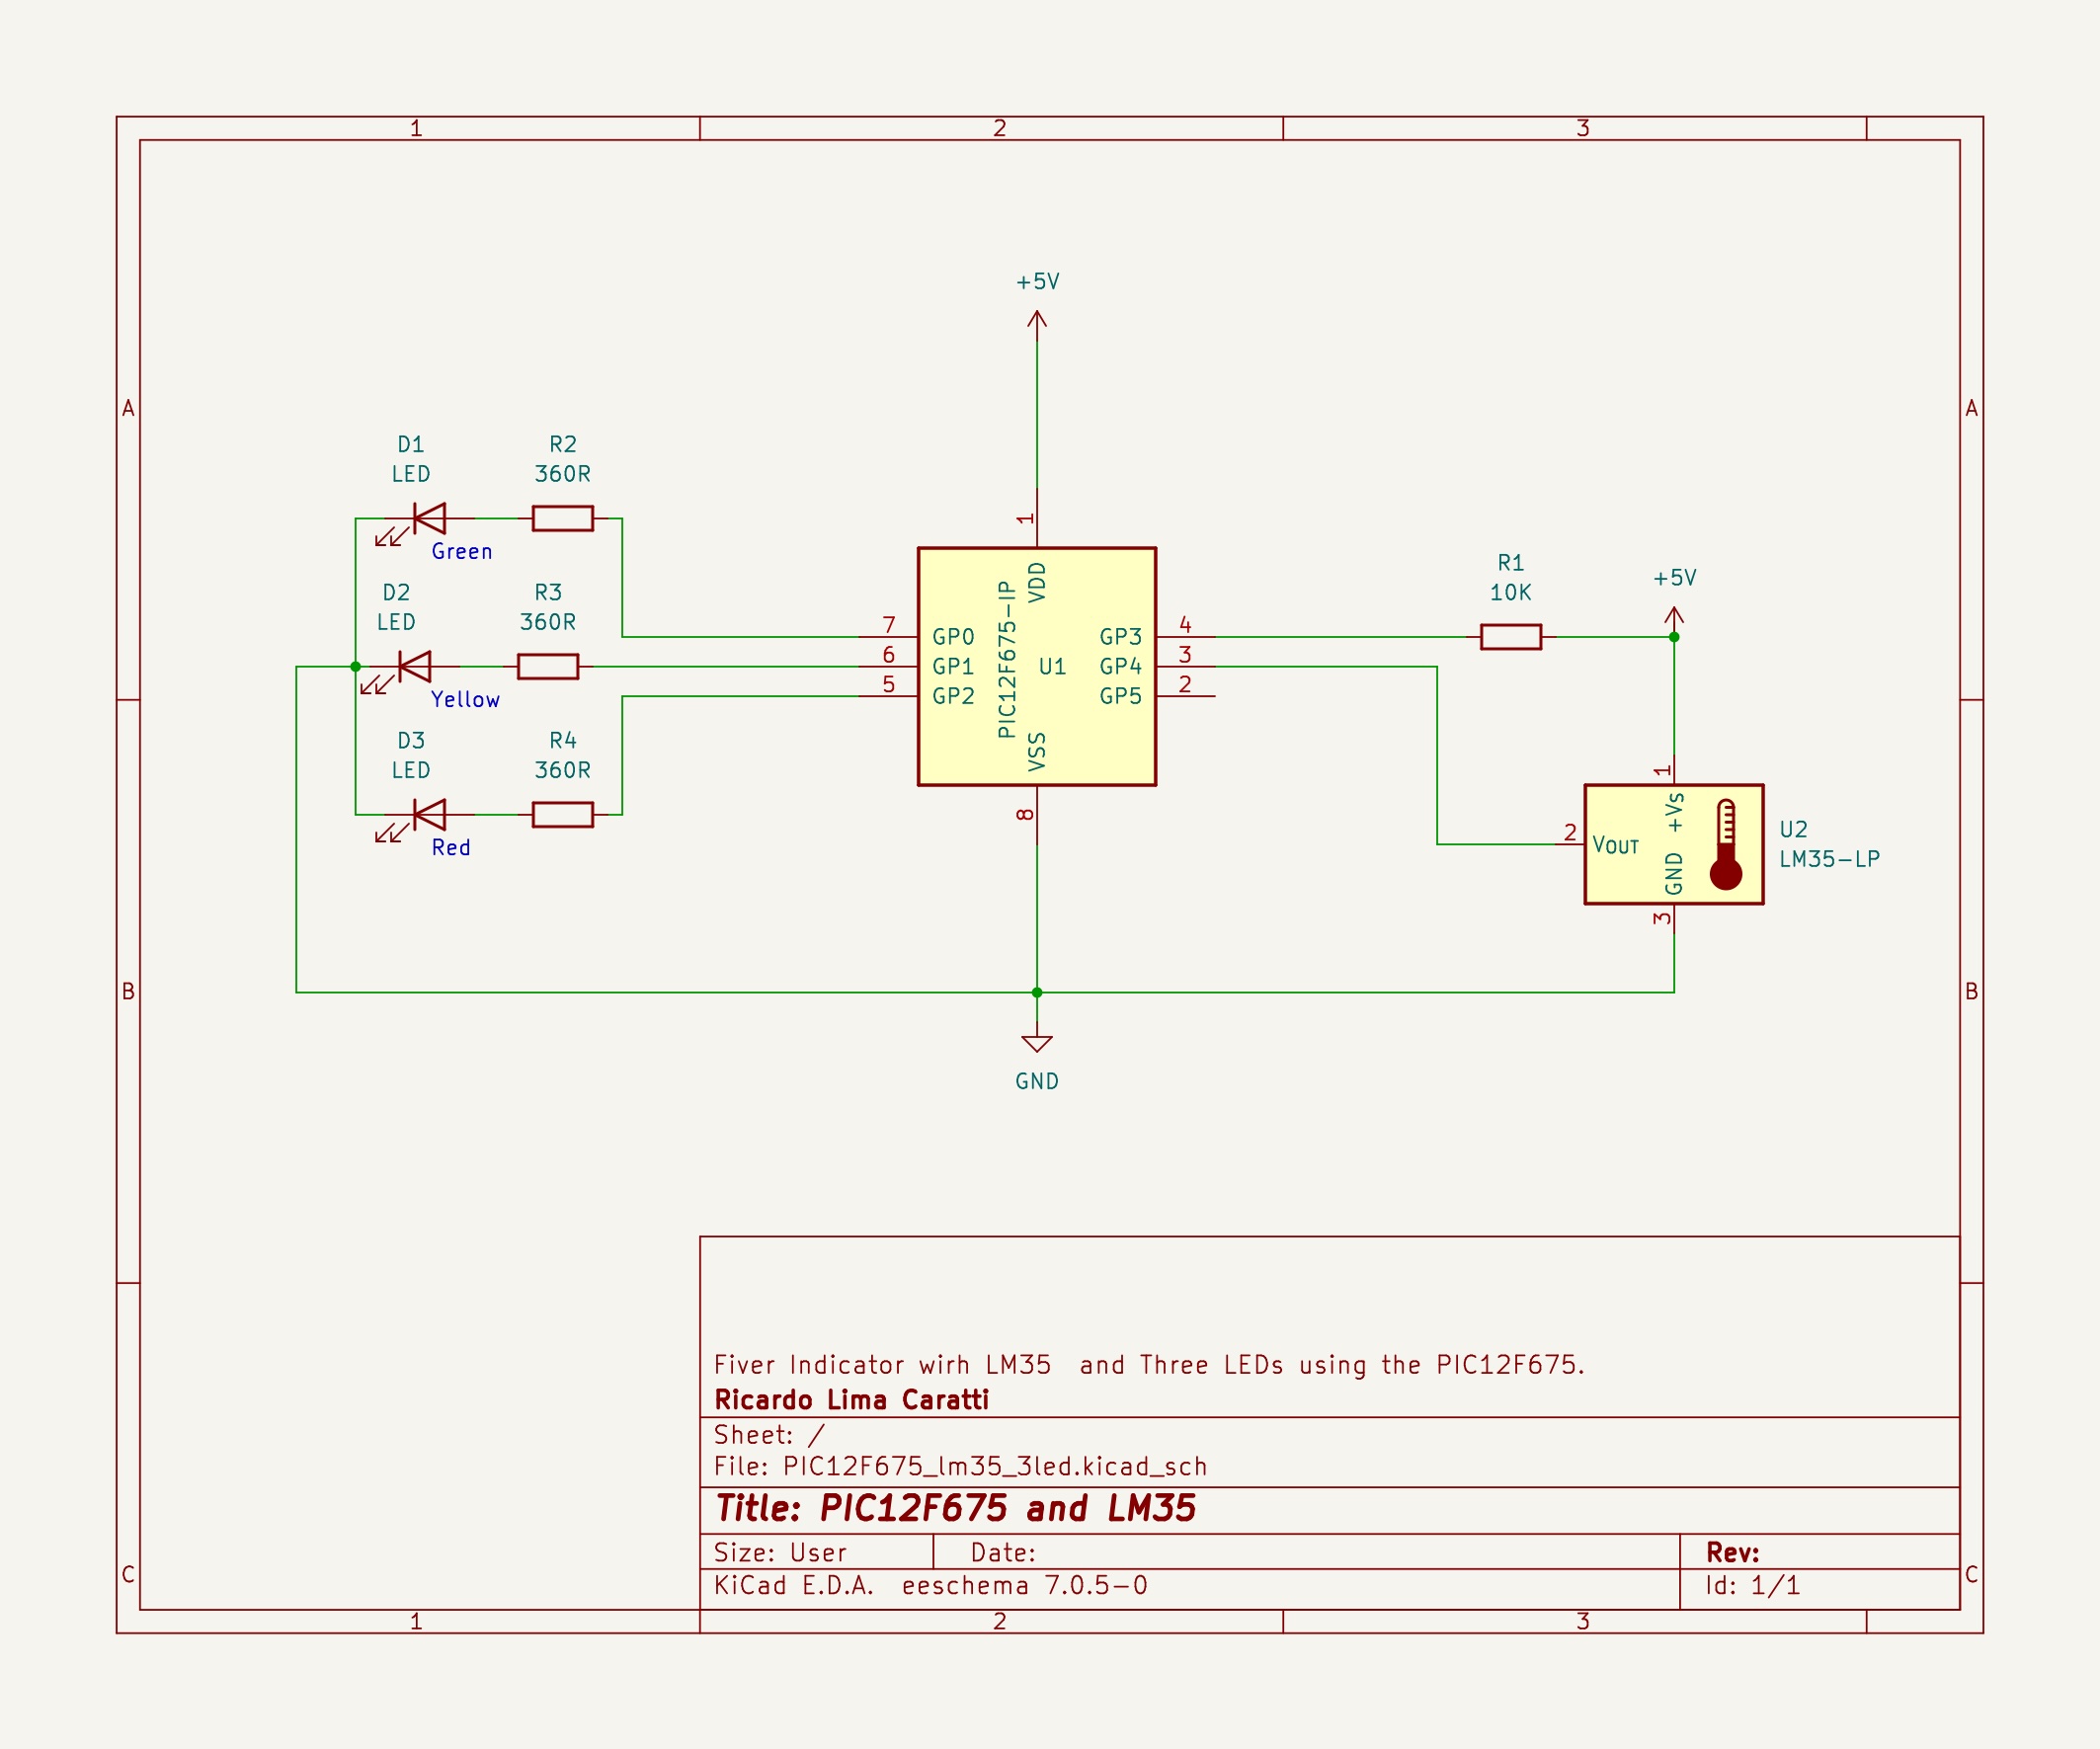 1 2 3
+5V
A A
D1 R2
LED 360R
Green
R1 +5V
10K
D2 R3
LED 360R
Yellow
1
VDD
PIC12F675-IP
U1
7 GP0 GP3 4
6 GP1 GP4 3
5 GP2 GP5 2
VSS
8
D3 R4
LED 360R
Red
1
+Vs
2 VOUT
GND
3
U2
LM35-LP
B B
GND
Fiver Indicator wirh LM35 and Three LEDs using the PIC12F675.
Ricardo Lima Caratti
Sheet: /
File: PIC12F675_lm35_3led.kicad_sch
Title: PIC12F675 and LM35
Size: User Date: Rev:
KiCad E.D.A. eeschema 7.0.5-0 Id: 1/1
C C
1 2 3